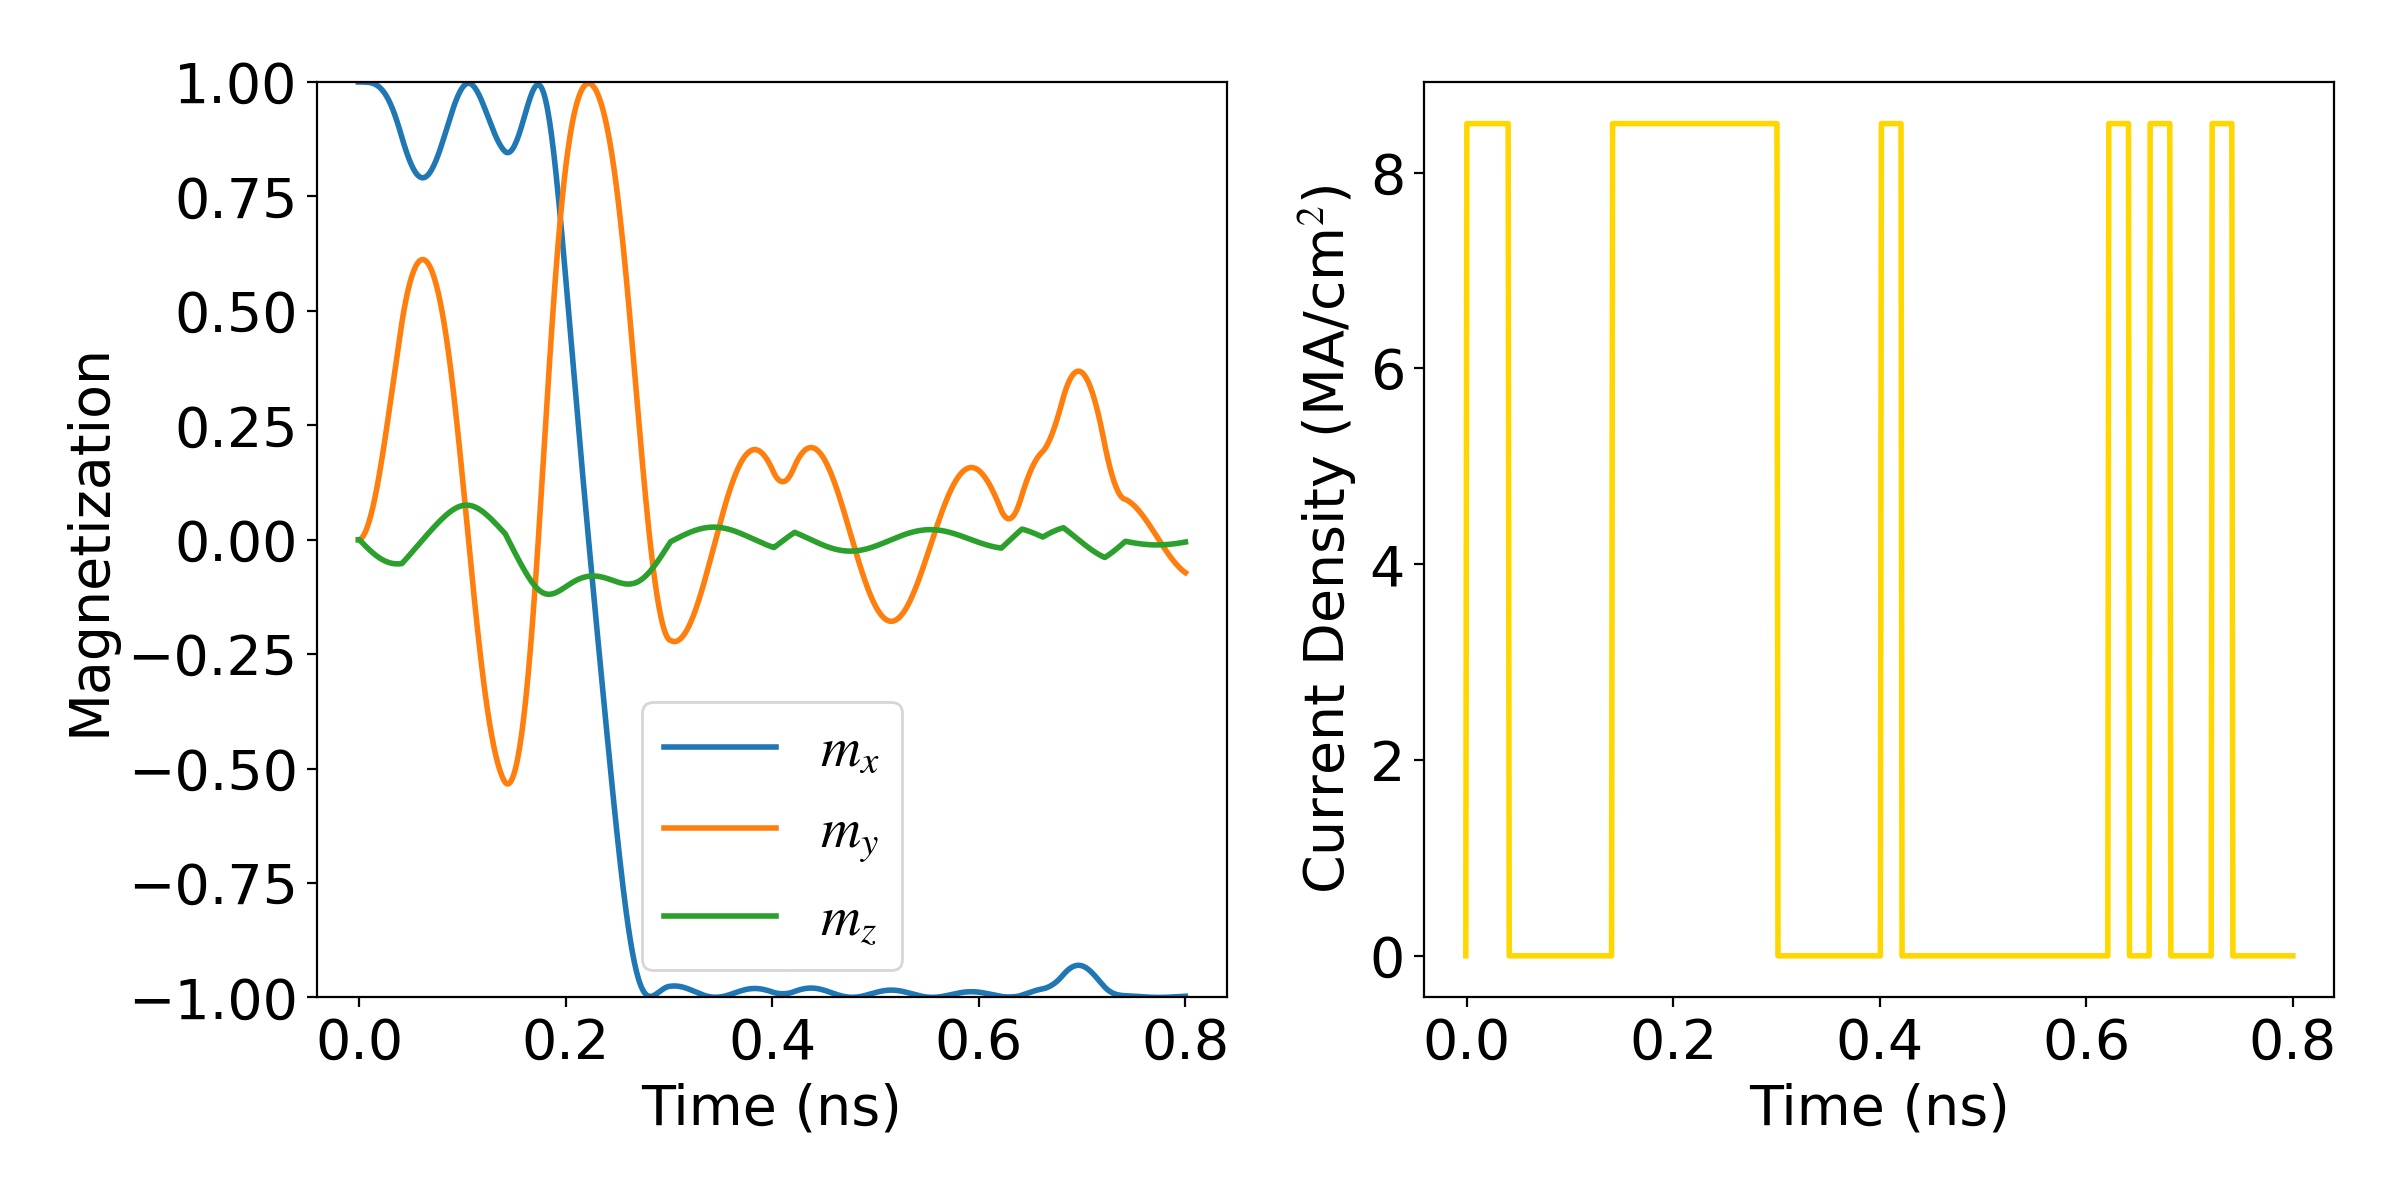 1.00
0.75
0.50
0.25
0.00
−0.25
−0.50
−0.75
−1.00
Magnetization
0.0 0.2 0.4 0.6 0.8
Time (ns)
m_x
m_y
m_z
8
6
4
2
0
Current Density (MA/cm²)
0.0 0.2 0.4 0.6 0.8
Time (ns)